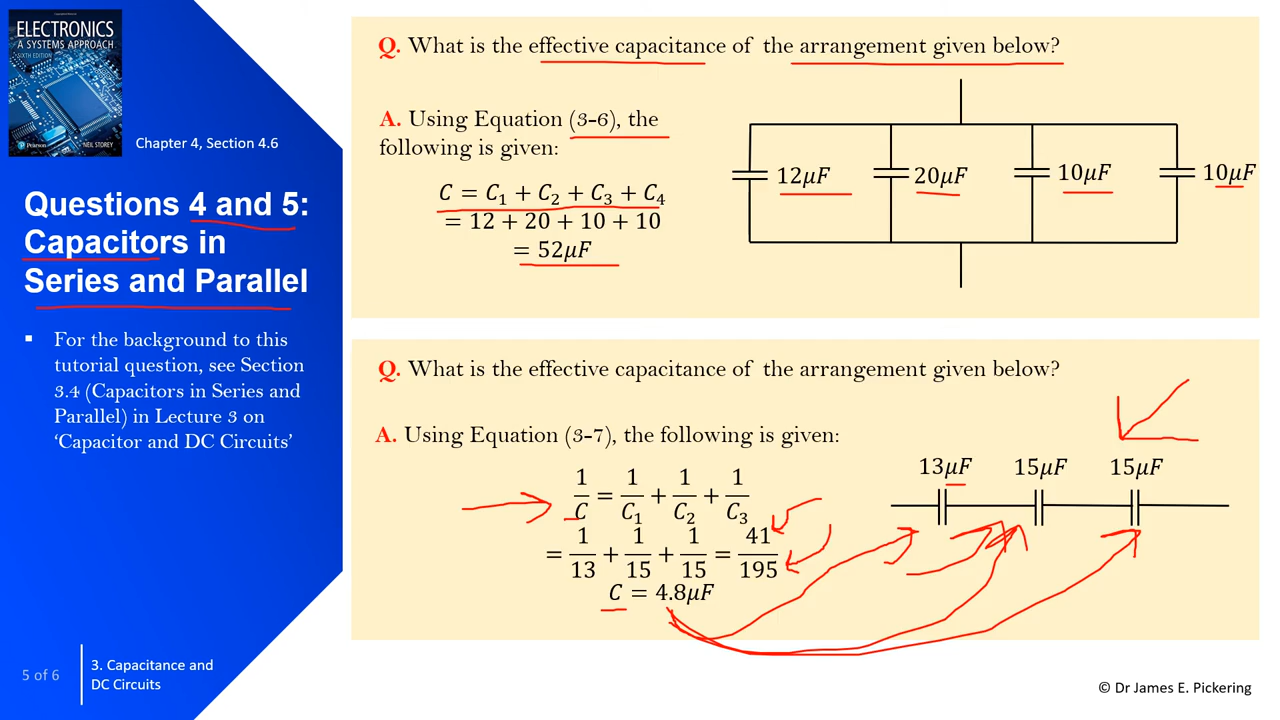 ELECTRONICS
A SYSTEMS APPROACH
SIXTH EDITION
Pearson
NEIL STOREY
Chapter 4, Section 4.6
Questions 4 and 5:
Capacitors in
Series and Parallel
▪ For the background to this
tutorial question, see Section
3.4 (Capacitors in Series and
Parallel) in Lecture 3 on
‘Capacitor and DC Circuits’
5 of 6
3. Capacitance and
DC Circuits
Q. What is the effective capacitance of the arrangement given below?
A. Using Equation (3-6), the
following is given:
C = C₁ + C₂ + C₃ + C₄
= 12 + 20 + 10 + 10
= 52μF
12μF 20μF 10μF 10μF
Q. What is the effective capacitance of the arrangement given below?
A. Using Equation (3-7), the following is given:
1/C = 1/C₁ + 1/C₂ + 1/C₃
= 1/13 + 1/15 + 1/15 = 41/195
C = 4.8μF
13μF 15μF 15μF
© Dr James E. Pickering